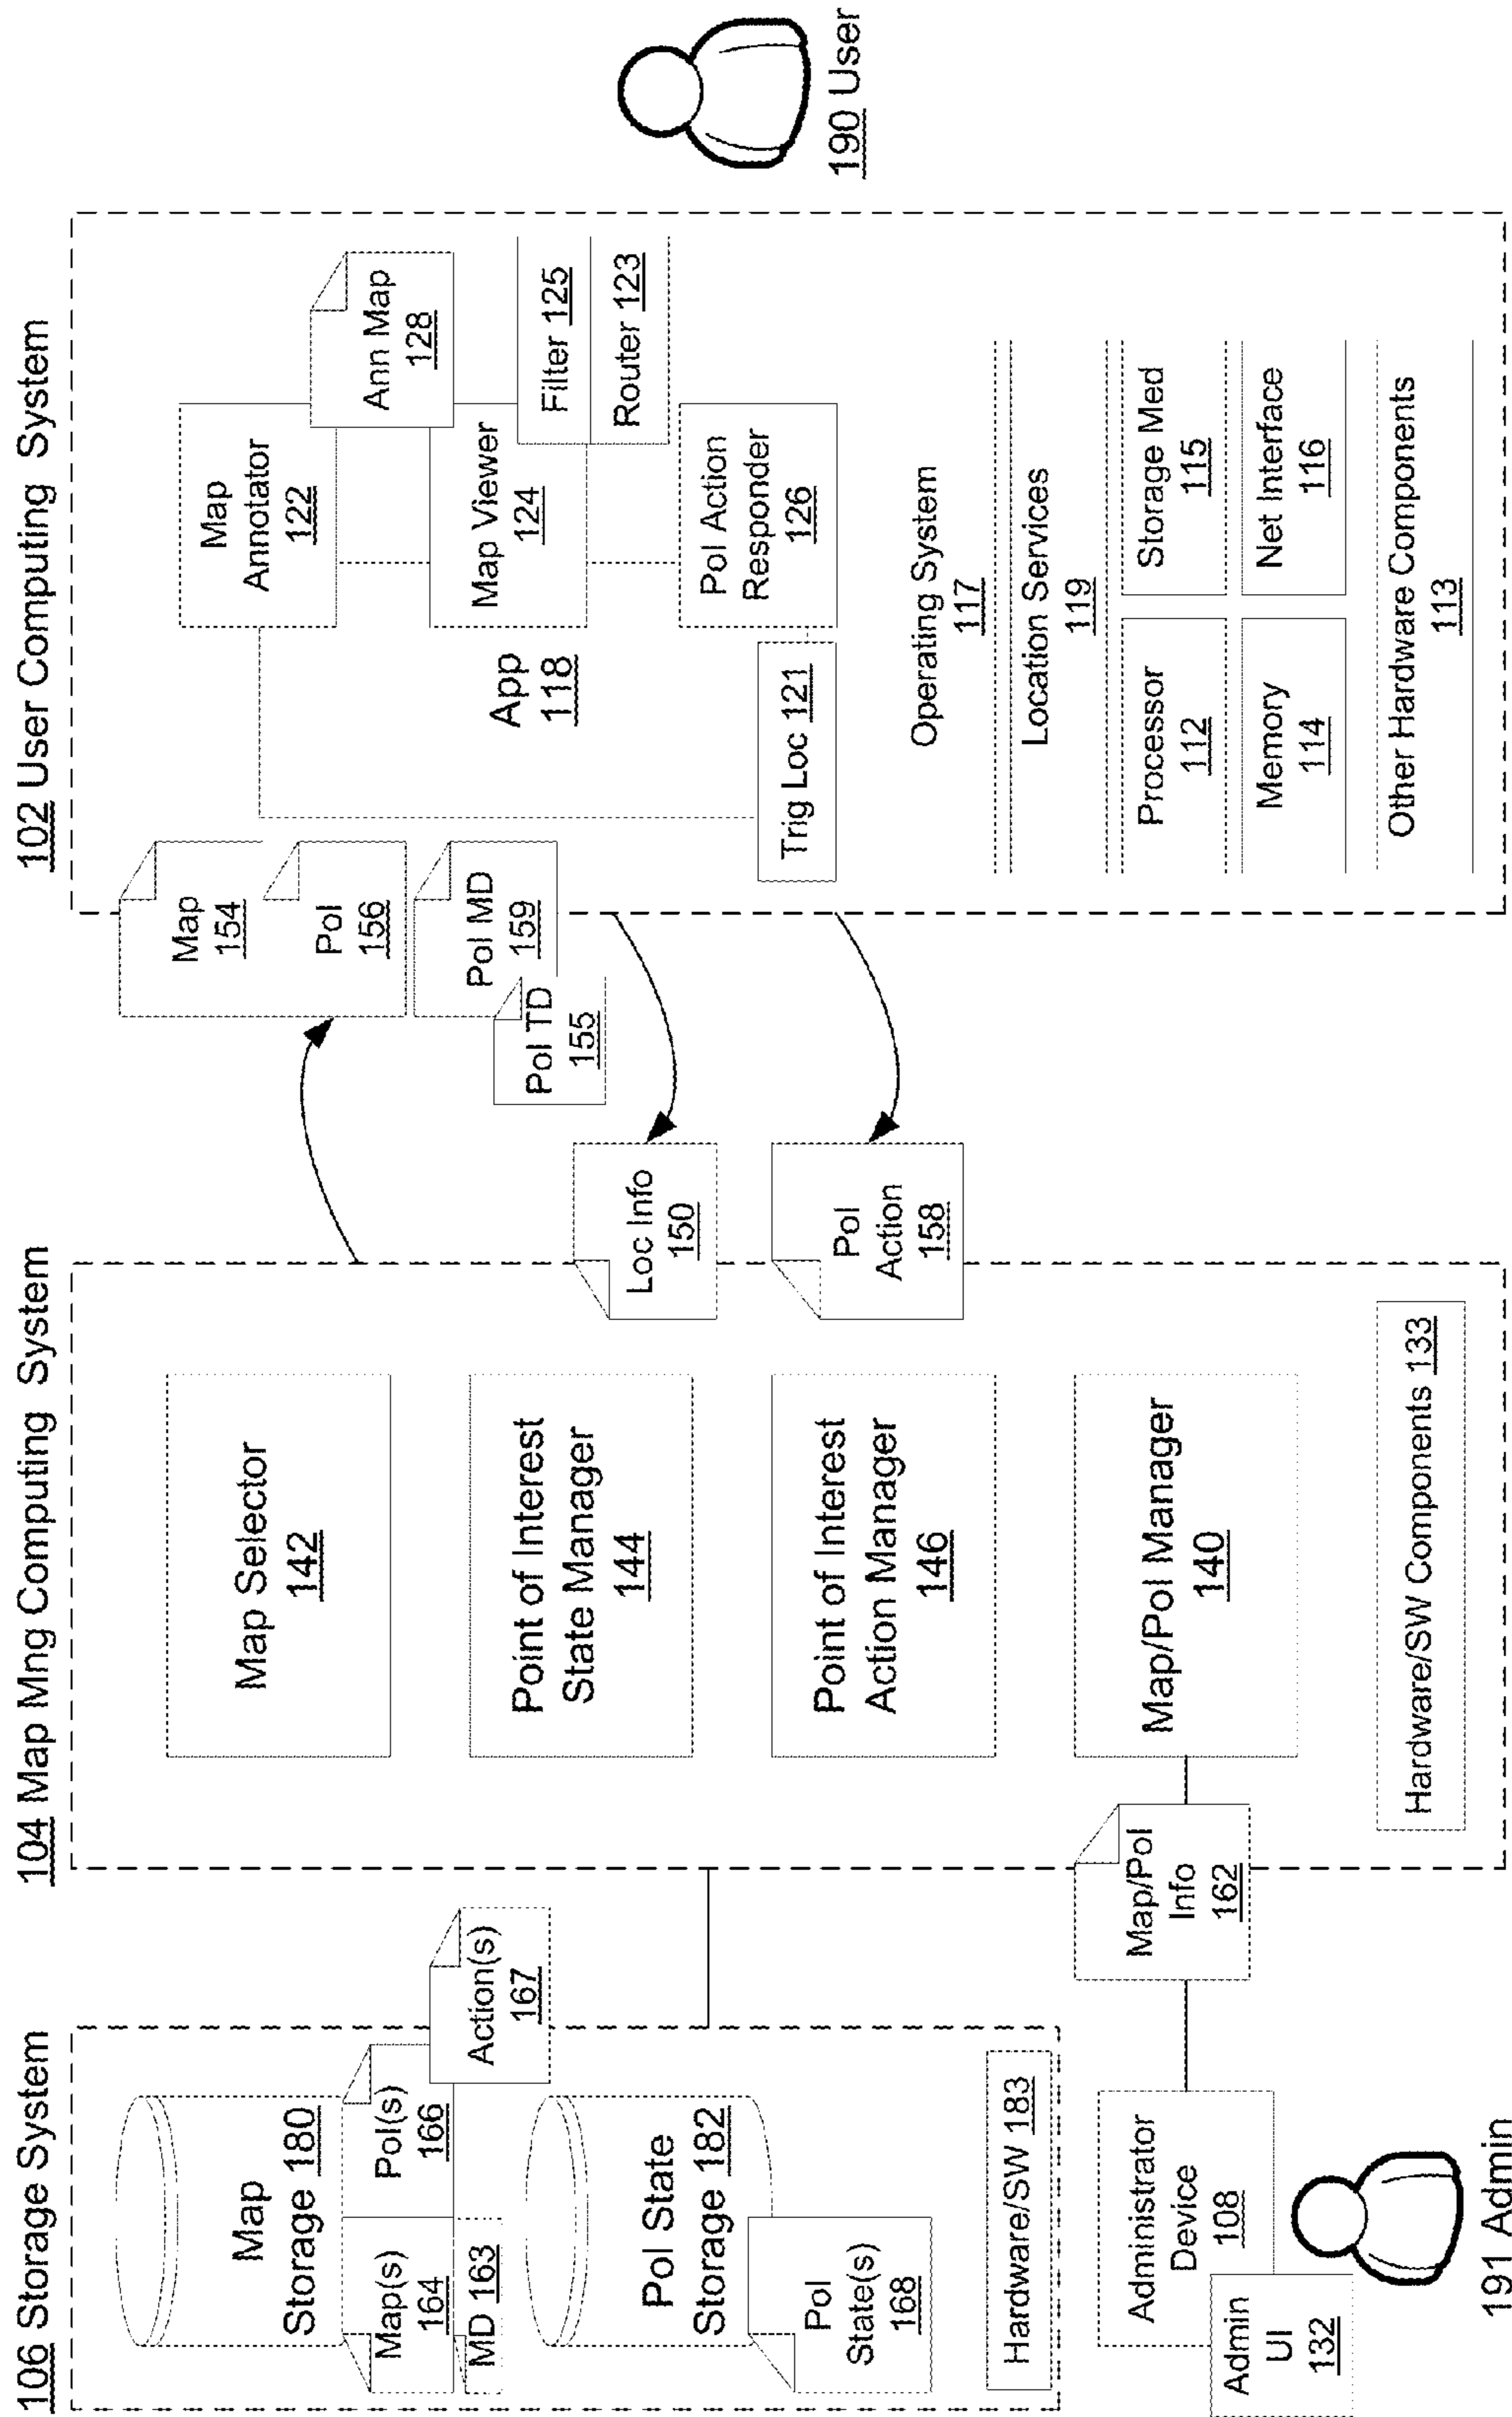 106 Storage System
Map
Storage 180
Map(s)
164
PoI(s)
166
Action(s)
167
MD 163
PoI State
Storage 182
PoI
State(s)
168
Hardware/SW 183
Administrator
Device
108
Admin
UI
132
191 Admin
Map/PoI
Info
162
104 Map Mng Computing System
Map Selector
142
Point of Interest
State Manager
144
Point of Interest
Action Manager
146
Map/PoI Manager
140
Hardware/SW Components 133
Loc Info
150
PoI
Action
158
Map
154
PoI
156
PoI MD
159
PoI TD
155
102 User Computing System
Map
Annotator
122
Ann Map
128
Map Viewer
124
Filter 125
Router 123
App
118
PoI Action
Responder
126
Trig Loc 121
Operating System
117
Location Services
119
Processor
112
Storage Med
115
Memory
114
Net Interface
116
Other Hardware Components
113
190 User